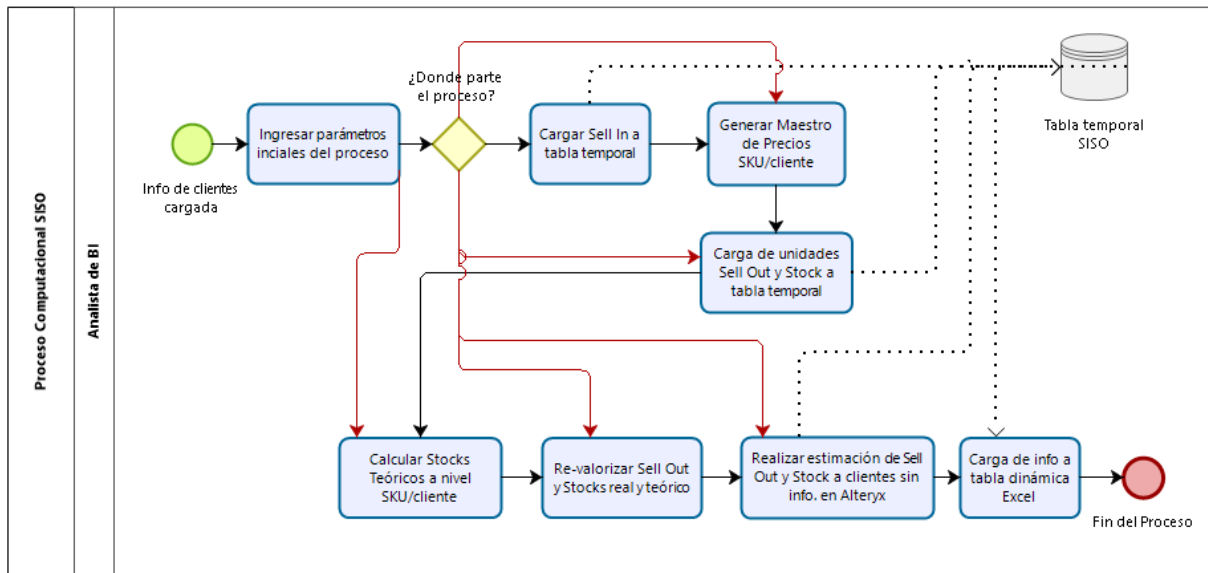 Proceso Computacional SISO
Analista de BI
Info de clientes
cargada
Ingresar parámetros
inciales del proceso
¿Donde parte
el proceso?
Cargar Sell In a
tabla temporal
Generar Maestro
de Precios
SKU/cliente
Tabla temporal
SISO
Carga de unidades
Sell Out y Stock a
tabla temporal
Calcular Stocks
Teóricos a nivel
SKU/cliente
Re-valorizar Sell Out
y Stocks real y teórico
Realizar estimación de Sell
Out y Stock a clientes sin
info. en Alteryx
Carga de info a
tabla dinámica
Excel
Fin del Proceso